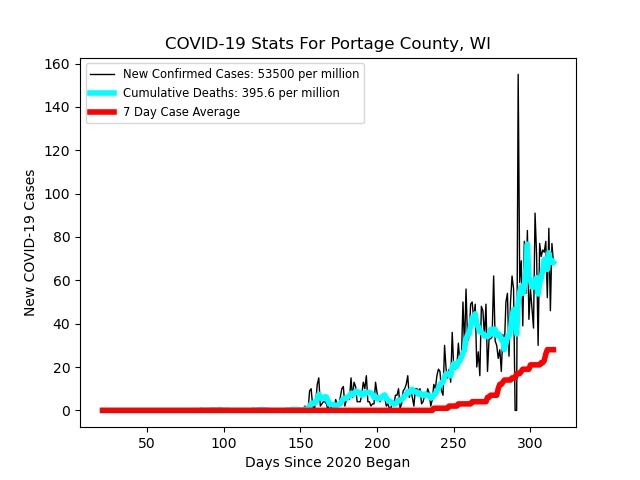 COVID-19 Stats For Portage County, WI
New Confirmed Cases: 53500 per million
Cumulative Deaths: 395.6 per million
7 Day Case Average
New COVID-19 Cases
160
140
120
100
80
60
40
20
0
50 100 150 200 250 300
Days Since 2020 Began